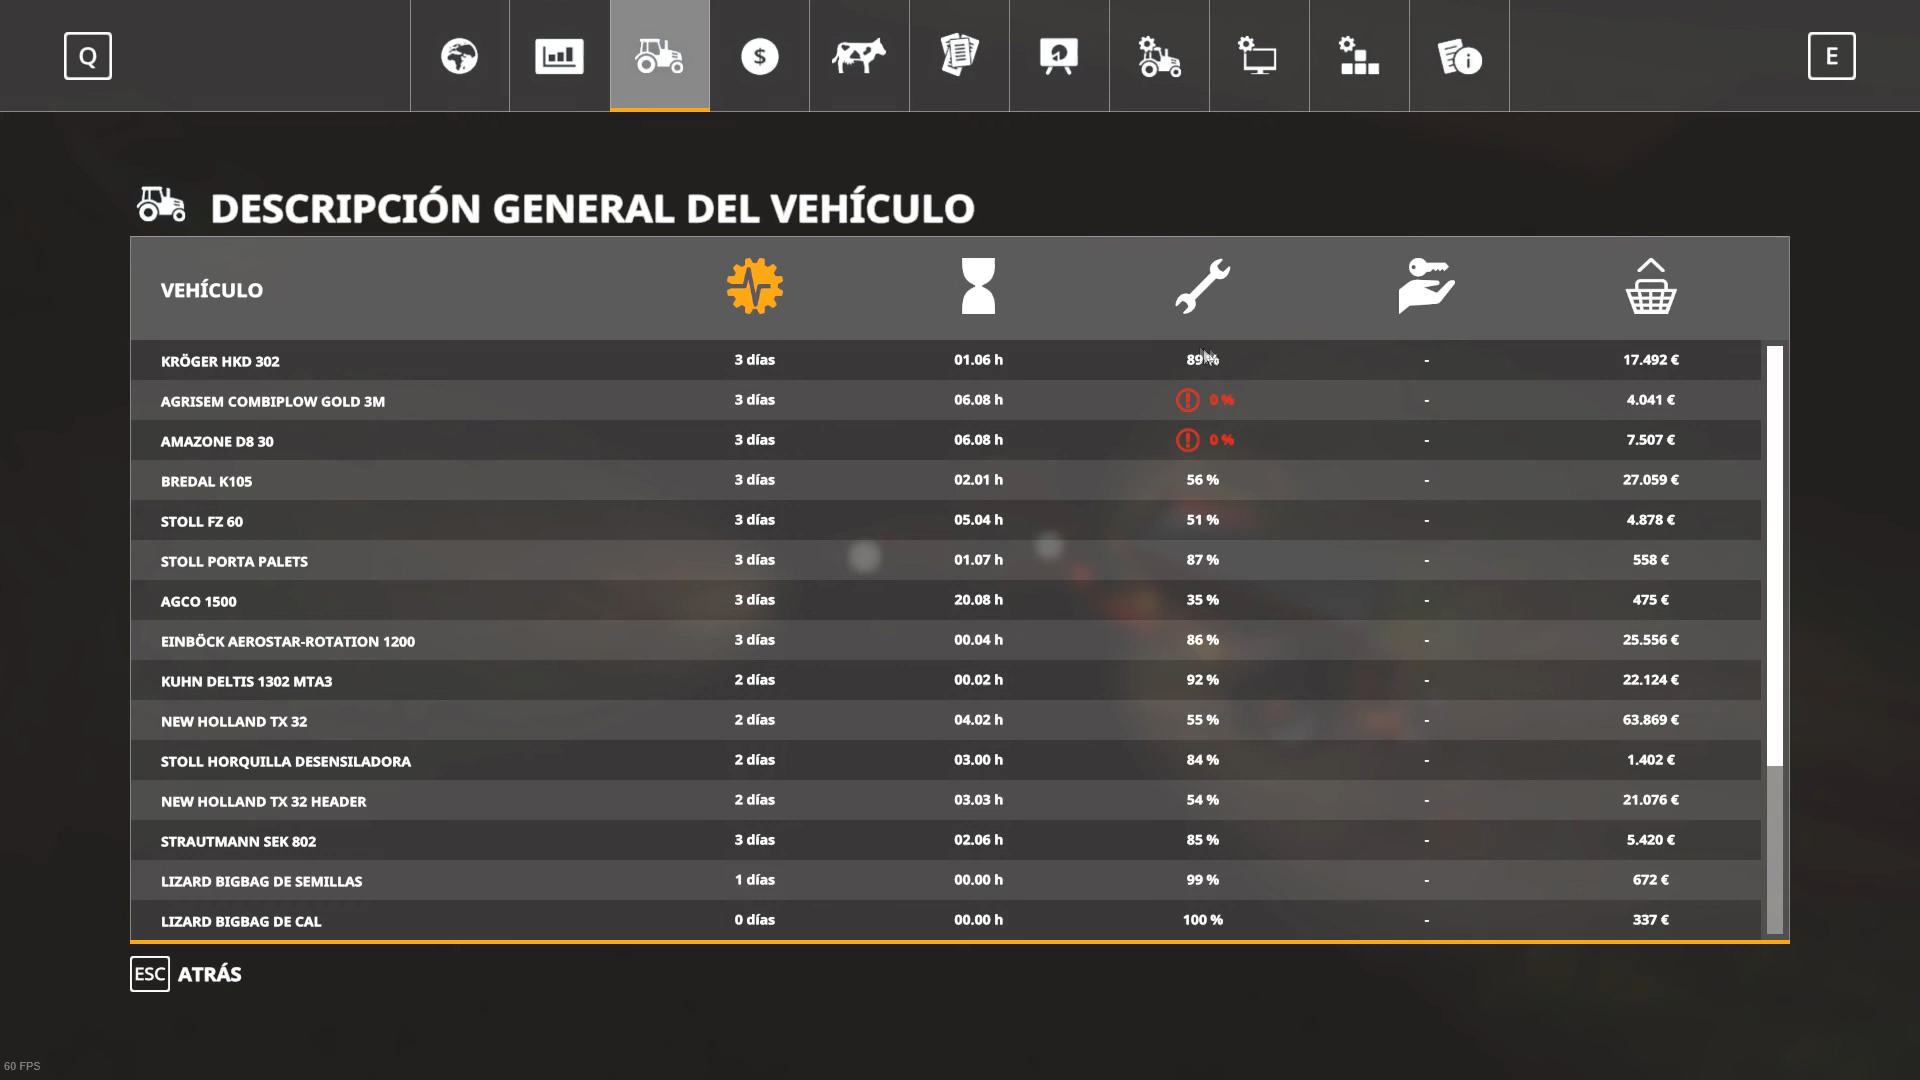 Q
$
E
DESCRIPCIÓN GENERAL DEL VEHÍCULO
VEHÍCULO
KRÖGER HKD 302 3 días 01.06 h 89 % - 17.492 €
AGRISEM COMBIPLOW GOLD 3M 3 días 06.08 h ! 0 % - 4.041 €
AMAZONE D8 30 3 días 06.08 h ! 0 % - 7.507 €
BREDAL K105 3 días 02.01 h 56 % - 27.059 €
STOLL FZ 60 3 días 05.04 h 51 % - 4.878 €
STOLL PORTA PALETS 3 días 01.07 h 87 % - 558 €
AGCO 1500 3 días 20.08 h 35 % - 475 €
EINBÖCK AEROSTAR-ROTATION 1200 3 días 00.04 h 86 % - 25.556 €
KUHN DELTIS 1302 MTA3 2 días 00.02 h 92 % - 22.124 €
NEW HOLLAND TX 32 2 días 04.02 h 55 % - 63.869 €
STOLL HORQUILLA DESENSILADORA 2 días 03.00 h 84 % - 1.402 €
NEW HOLLAND TX 32 HEADER 2 días 03.03 h 54 % - 21.076 €
STRAUTMANN SEK 802 3 días 02.06 h 85 % - 5.420 €
LIZARD BIGBAG DE SEMILLAS 1 días 00.00 h 99 % - 672 €
LIZARD BIGBAG DE CAL 0 días 00.00 h 100 % - 337 €
ESC ATRÁS
60 FPS